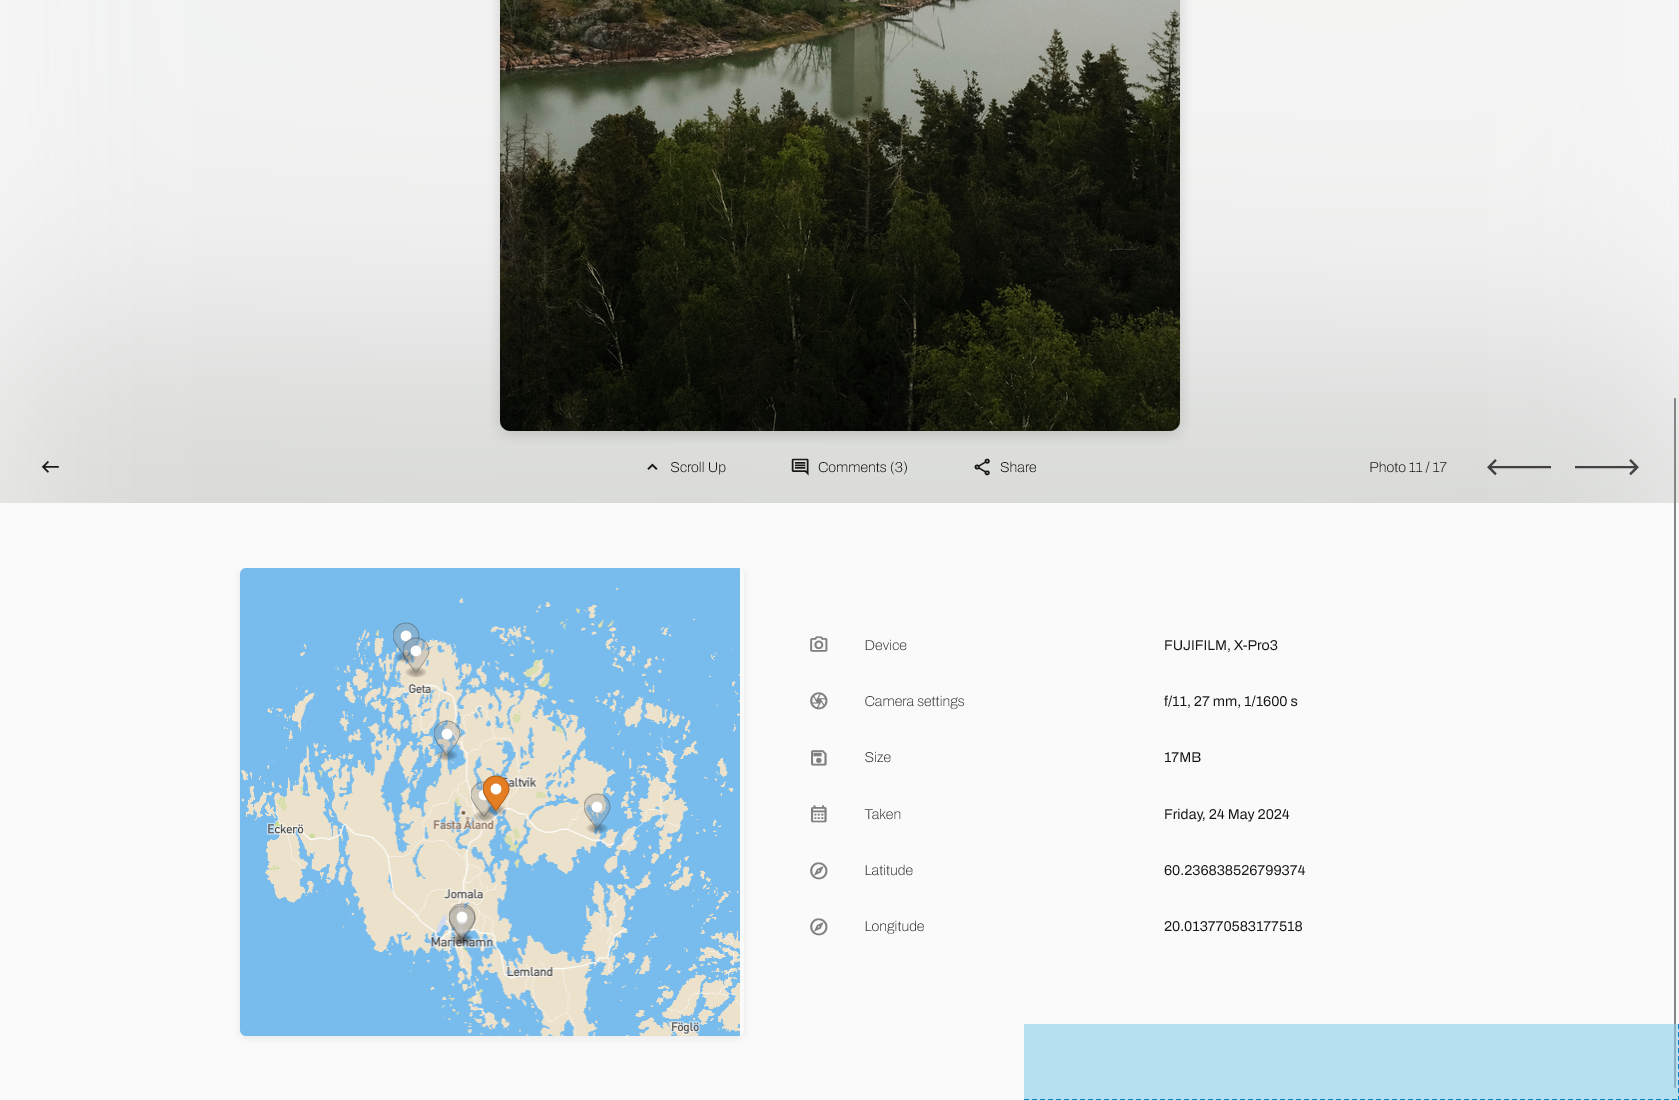 Scroll Up
Comments (3)
Share
Photo 11 / 17
Geta
altvik
Fasta Åland
Eckerö
Jomala
Mariehamn
Lemland
Föglö
Device FUJIFILM, X-Pro3
Camera settings f/11, 27 mm, 1/1600 s
Size 17MB
Taken Friday, 24 May 2024
Latitude 60.236838526799374
Longitude 20.013770583177518